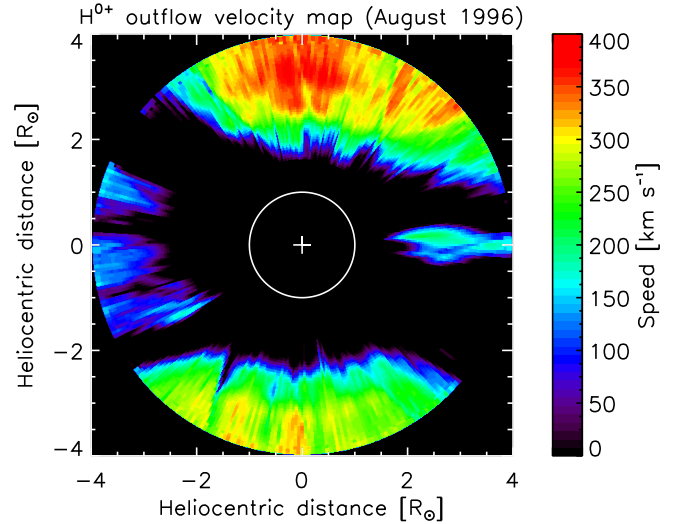 H⁰⁺ outflow velocity map (August 1996)
4
2
0
−2
−4
Heliocentric distance [R☉]
−4 −2 0 2 4
Heliocentric distance [R☉]
400
350
300
250
200
150
100
50
0
Speed [km s⁻¹]